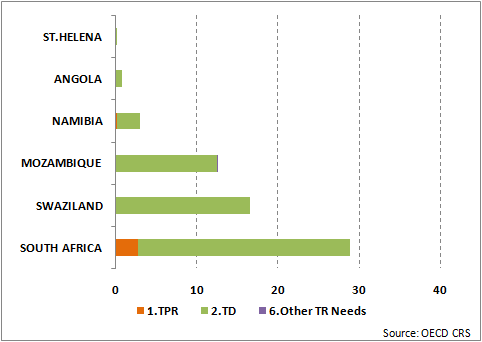 ST.HELENA
ANGOLA
NAMIBIA
MOZAMBIQUE
SWAZILAND
SOUTH AFRICA
0 10 20 30 40
1.TPR 2.TD 6.Other TR Needs
Source: OECD CRS